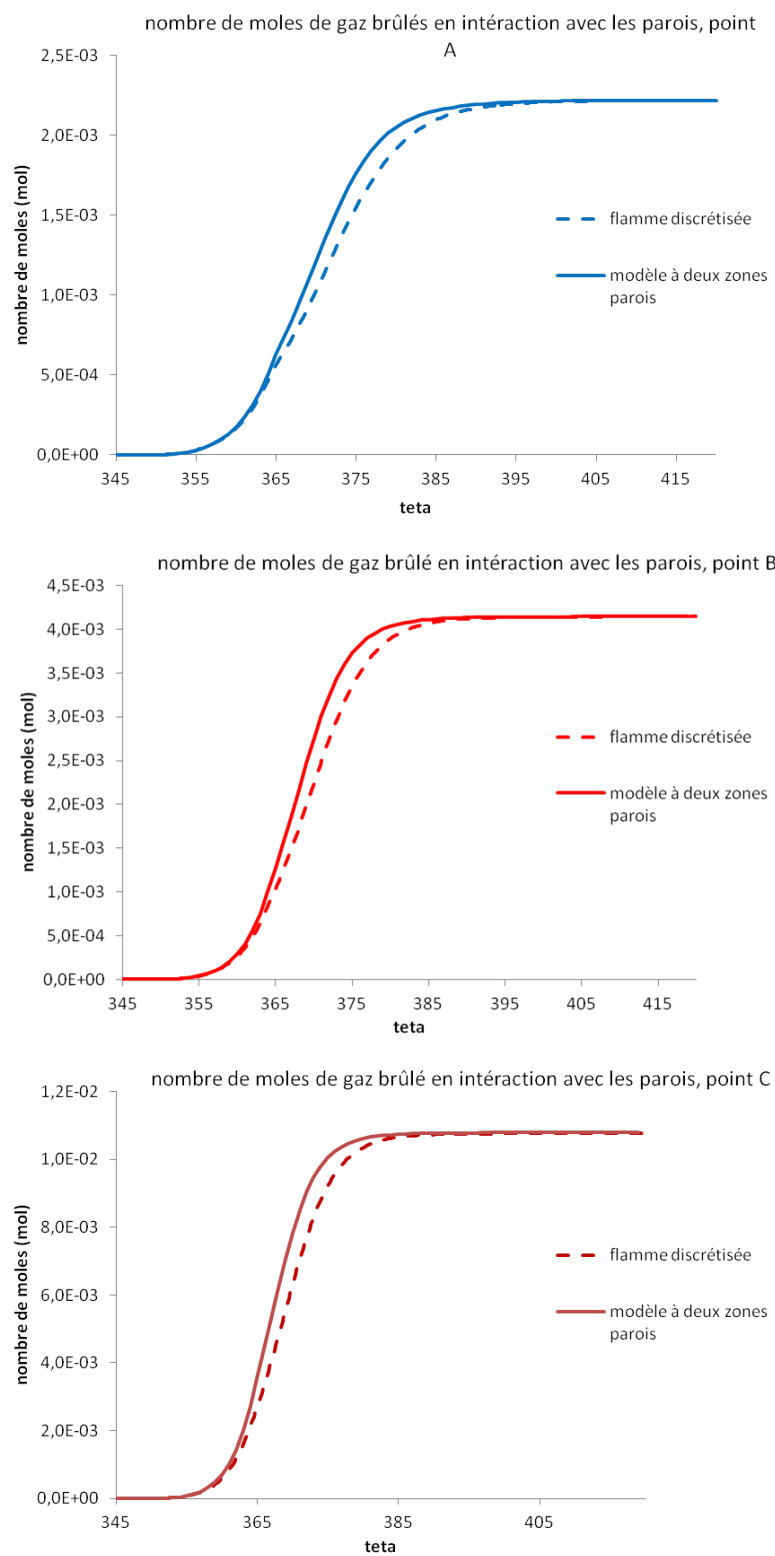 nombre de moles de gaz brûlés en intéraction avec les parois, point
A
2,5E-03
2,0E-03
1,5E-03
1,0E-03
5,0E-04
0,0E+00
nombre de moles (mol)
flamme discrétisée
modèle à deux zones
parois
345
355
365
375
385
395
405
415
teta
nombre de moles de gaz brûlé en intéraction avec les parois, point B
4,5E-03
4,0E-03
3,5E-03
3,0E-03
2,5E-03
2,0E-03
1,5E-03
1,0E-03
5,0E-04
0,0E+00
nombre de moles (mol)
flamme discrétisée
modèle à deux zones
parois
345
355
365
375
385
395
405
415
teta
nombre de moles de gaz brûlé en intéraction avec les parois, point C
1,2E-02
1,0E-02
8,0E-03
6,0E-03
4,0E-03
2,0E-03
0,0E+00
nombre de moles (mol)
flamme discrétisée
modèle à deux zones
parois
345
365
385
405
teta